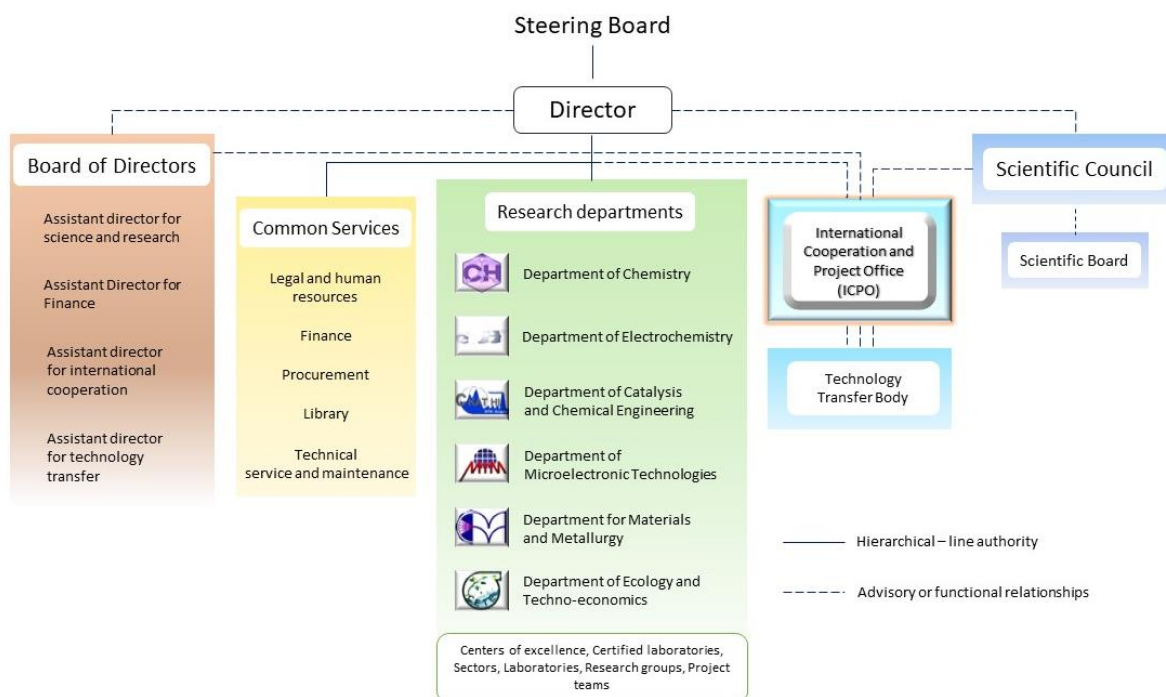 Steering Board
Director
Board of Directors
Assistant director for
science and research
Assistant Director for
Finance
Assistant director
for international
cooperation
Assistant director
for technology
transfer
Common Services
Legal and human
resources
Finance
Procurement
Library
Technical
service and maintenance
Research departments
CH
Department of Chemistry
Department of Electrochemistry
Department of Catalysis
and Chemical Engineering
Department of
Microelectronic Technologies
Department for Materials
and Metallurgy
Department of Ecology and
Techno-economics
Centers of excellence, Certified laboratories,
Sectors, Laboratories, Research groups, Project
teams
International
Cooperation and
Project Office
(ICPO)
Technology
Transfer Body
Scientific Council
Scientific Board
Hierarchical – line authority
Advisory or functional relationships